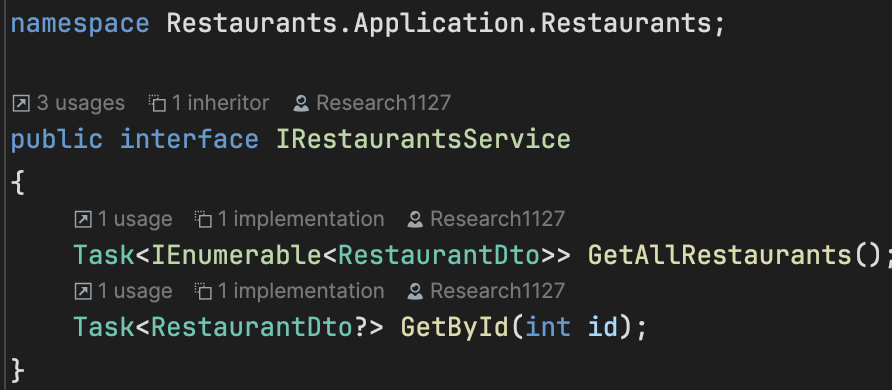 namespace Restaurants.Application.Restaurants;
3 usages 1 inheritor Research1127
public interface IRestaurantsService
{
1 usage 1 implementation Research1127
Task<IEnumerable<RestaurantDto>> GetAllRestaurants();
1 usage 1 implementation Research1127
Task<RestaurantDto?> GetById(int id);
}